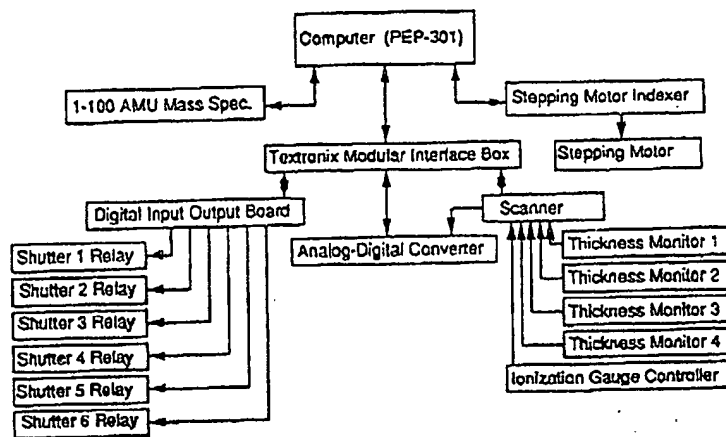 Computer (PEP-301)
1-100 AMU Mass Spec.
Stepping Motor Indexer
Stepping Motor
Textronix Modular Interface Box
Digital Input Output Board
Scanner
Analog-Digital Converter
Shutter 1 Relay
Shutter 2 Relay
Shutter 3 Relay
Shutter 4 Relay
Shutter 5 Relay
Shutter 6 Relay
Thickness Monitor 1
Thickness Monitor 2
Thickness Monitor 3
Thickness Monitor 4
Ionization Gauge Controller